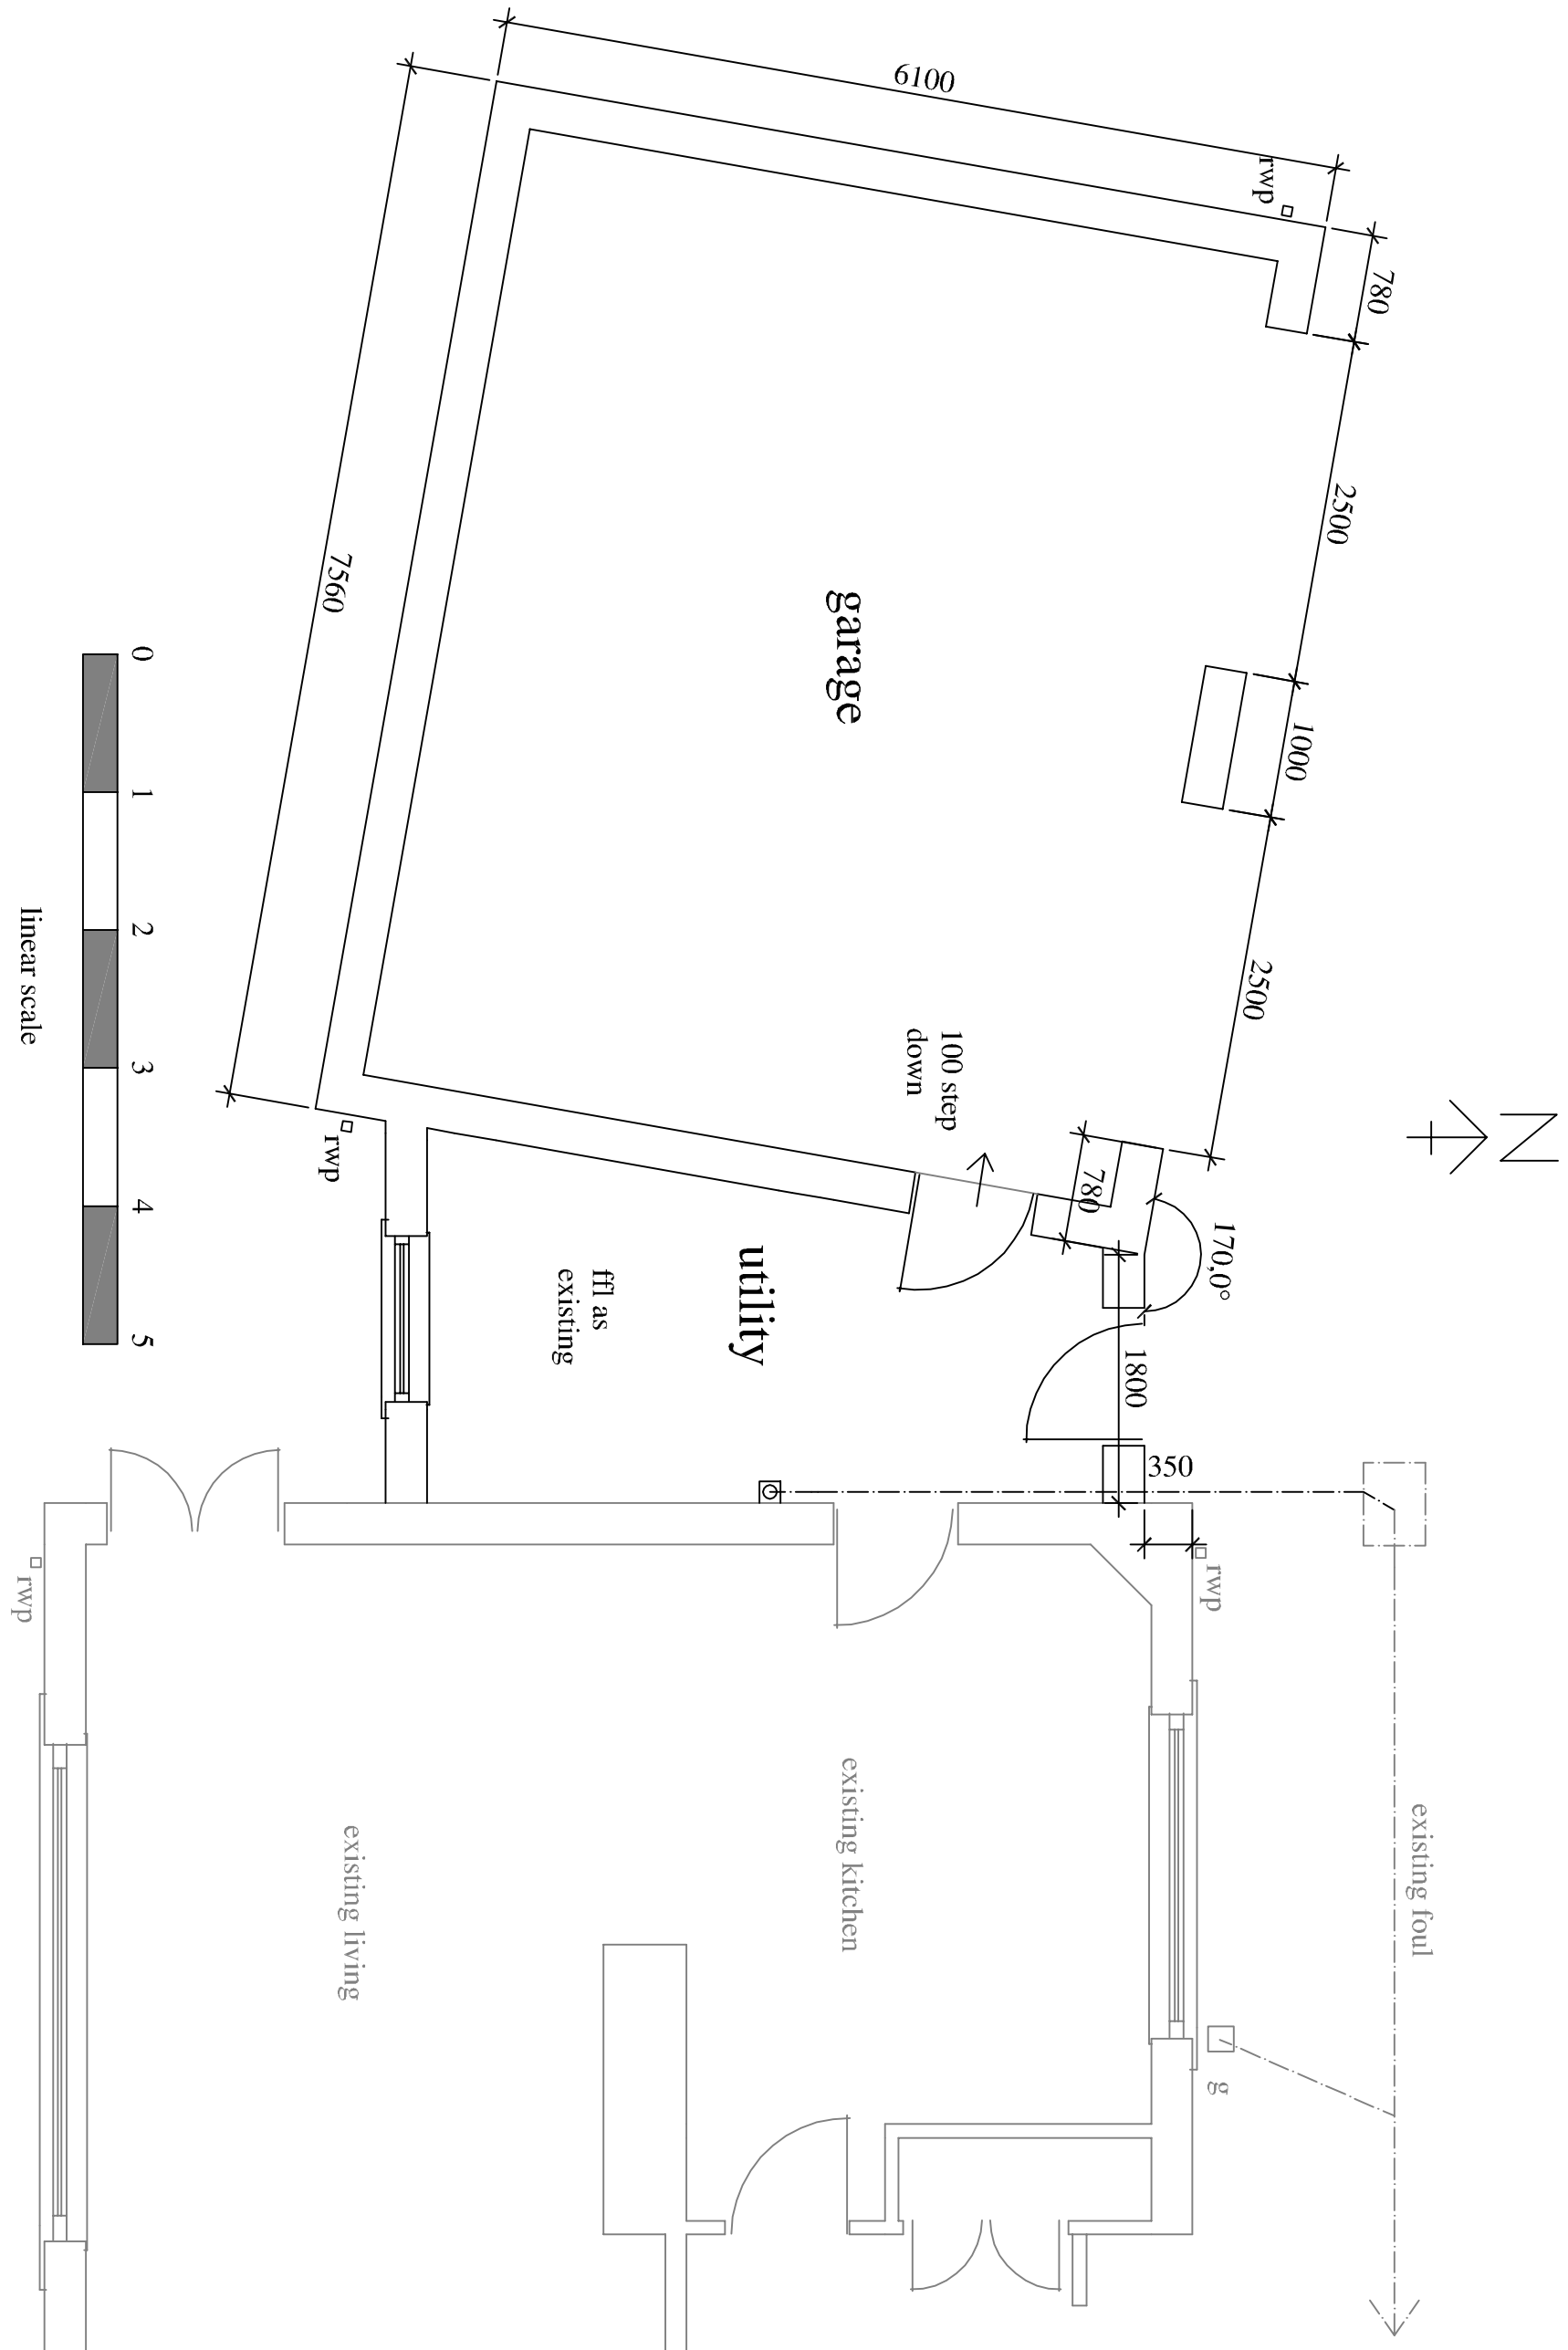 6100
rwp
780
2500
1000
2500
7560
garage
100 step
down
780
170,0°
1800
350
utility
ffl as
existing
rwp
rwp
rwp
existing kitchen
existing living
existing foul
g
N
0 1 2 3 4 5
linear scale